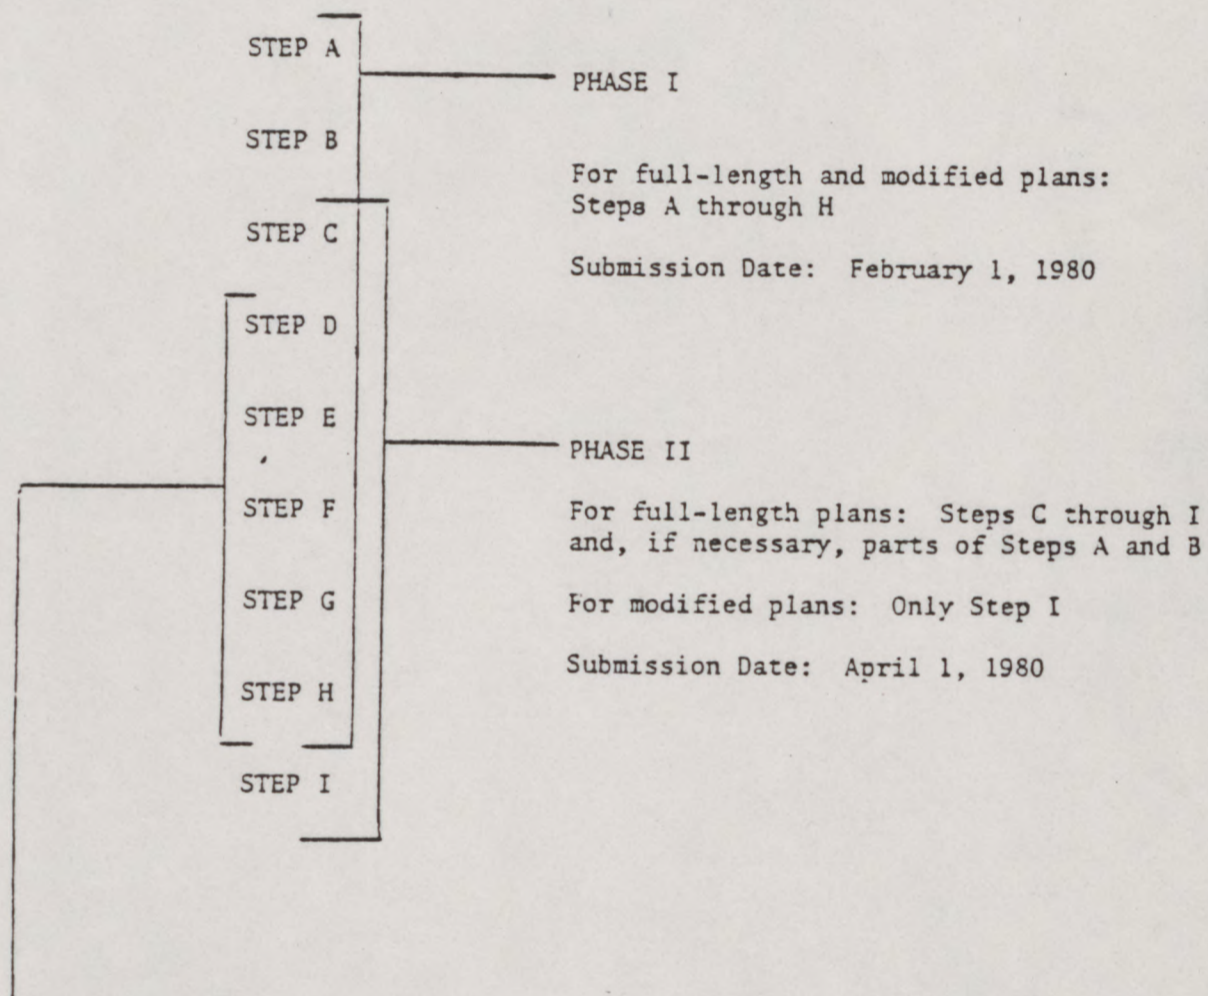 STEP A
STEP B
STEP C
STEP D
STEP E
STEP F
STEP G
STEP H
STEP I
PHASE I
For full-length and modified plans:
Steps A through H
Submission Date: February 1, 1980
PHASE II
For full-length plans: Steps C through I
and, if necessary, parts of Steps A and B
For modified plans: Only Step I
Submission Date: April 1, 1980